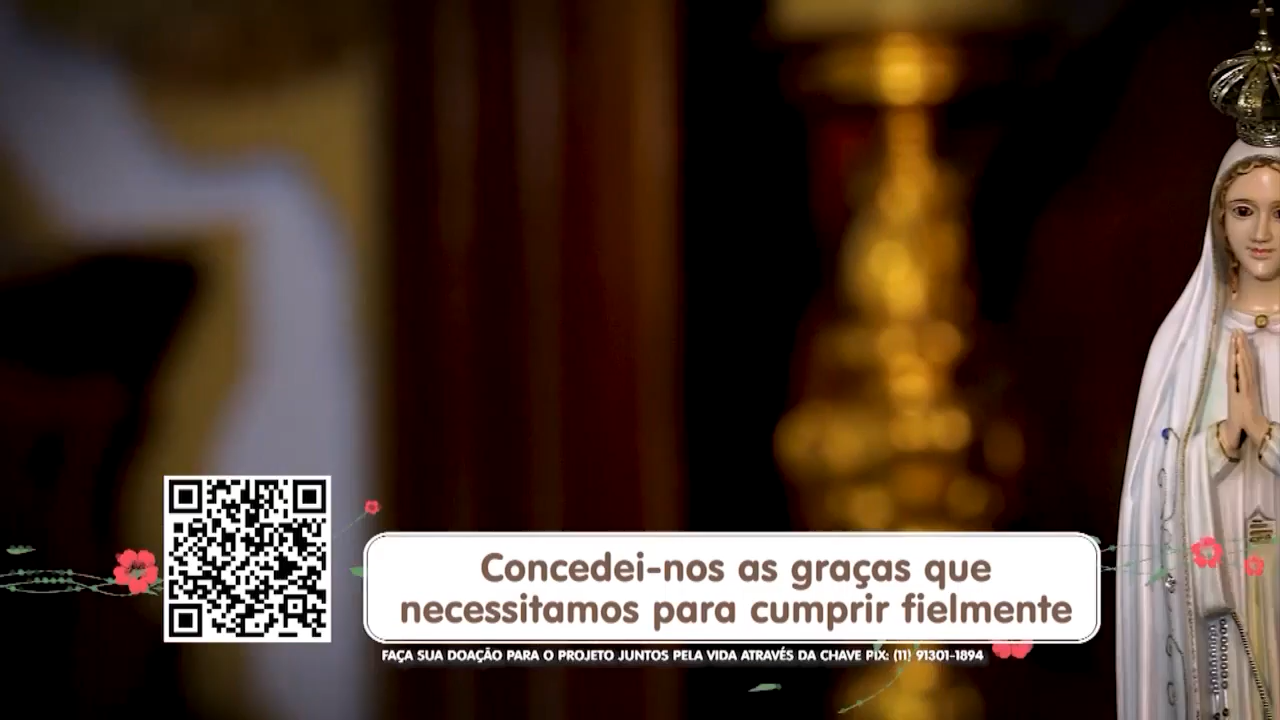 Concedei-nos as graças que
necessitamos para cumprir fielmente
FAÇA SUA DOAÇÃO PARA O PROJETO JUNTOS PELA VIDA ATRAVÉS DA CHAVE PIX: (11) 91301-1894